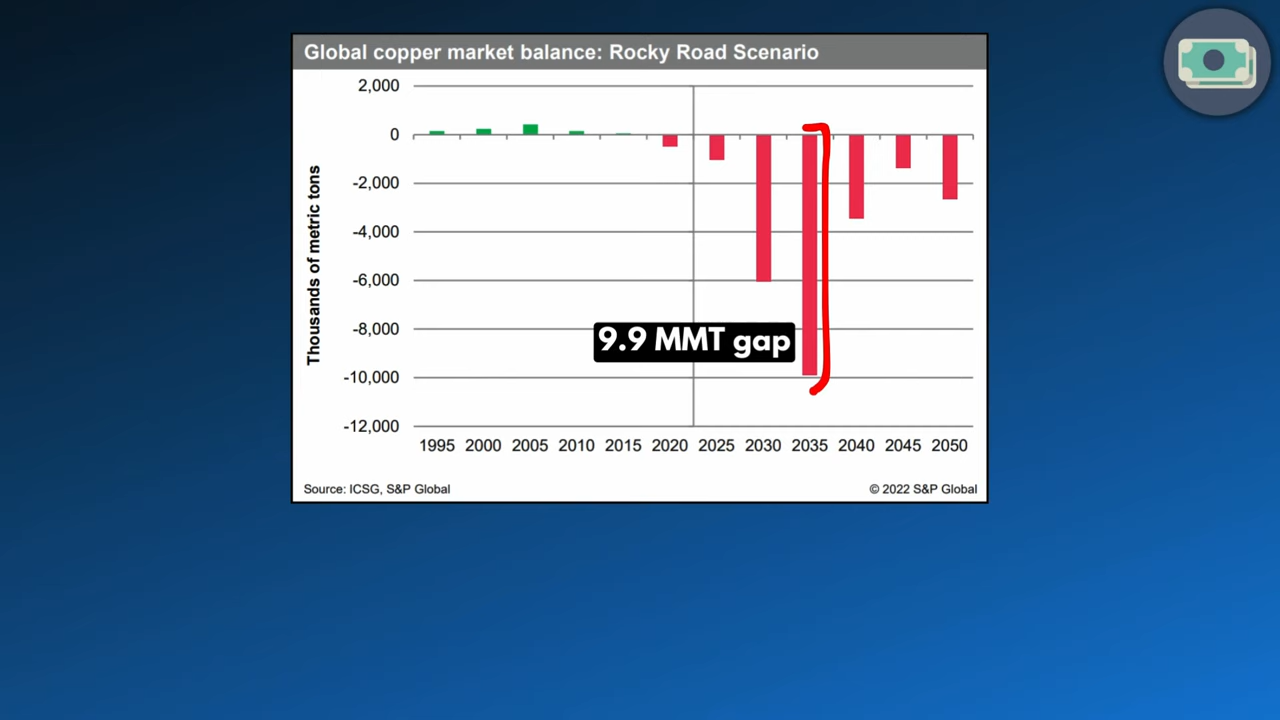 Global copper market balance: Rocky Road Scenario
Thousands of metric tons
2,000
0
-2,000
-4,000
-6,000
-8,000
-10,000
-12,000
9.9 MMT gap
1995 2000 2005 2010 2015 2020 2025 2030 2035 2040 2045 2050
Source: ICSG, S&P Global
© 2022 S&P Global